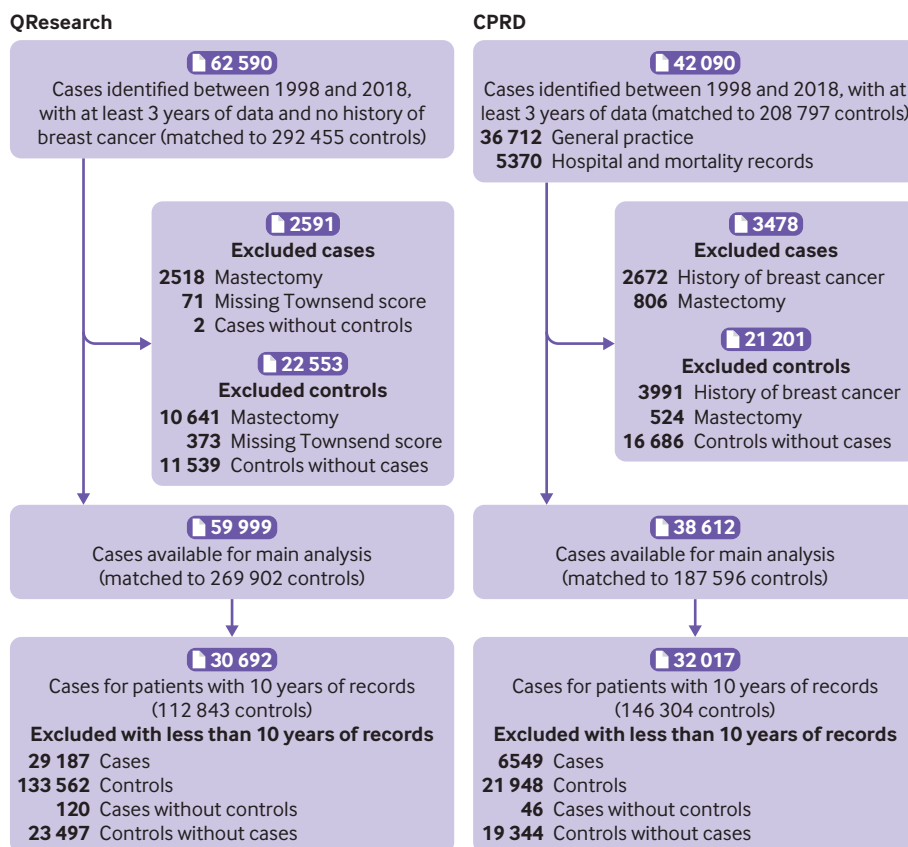 QResearch
62 590
Cases identified between 1998 and 2018,
with at least 3 years of data and no history of
breast cancer (matched to 292 455 controls)
2591
Excluded cases
2518 Mastectomy
71 Missing Townsend score
2 Cases without controls
22 553
Excluded controls
10 641 Mastectomy
373 Missing Townsend score
11 539 Controls without cases
59 999
Cases available for main analysis
(matched to 269 902 controls)
30 692
Cases for patients with 10 years of records
(112 843 controls)
Excluded with less than 10 years of records
29 187 Cases
133 562 Controls
120 Cases without controls
23 497 Controls without cases
CPRD
42 090
Cases identified between 1998 and 2018, with at
least 3 years of data (matched to 208 797 controls)
36 712 General practice
5370 Hospital and mortality records
3478
Excluded cases
2672 History of breast cancer
806 Mastectomy
21 201
Excluded controls
3991 History of breast cancer
524 Mastectomy
16 686 Controls without cases
38 612
Cases available for main analysis
(matched to 187 596 controls)
32 017
Cases for patients with 10 years of records
(146 304 controls)
Excluded with less than 10 years of records
6549 Cases
21 948 Controls
46 Cases without controls
19 344 Controls without cases